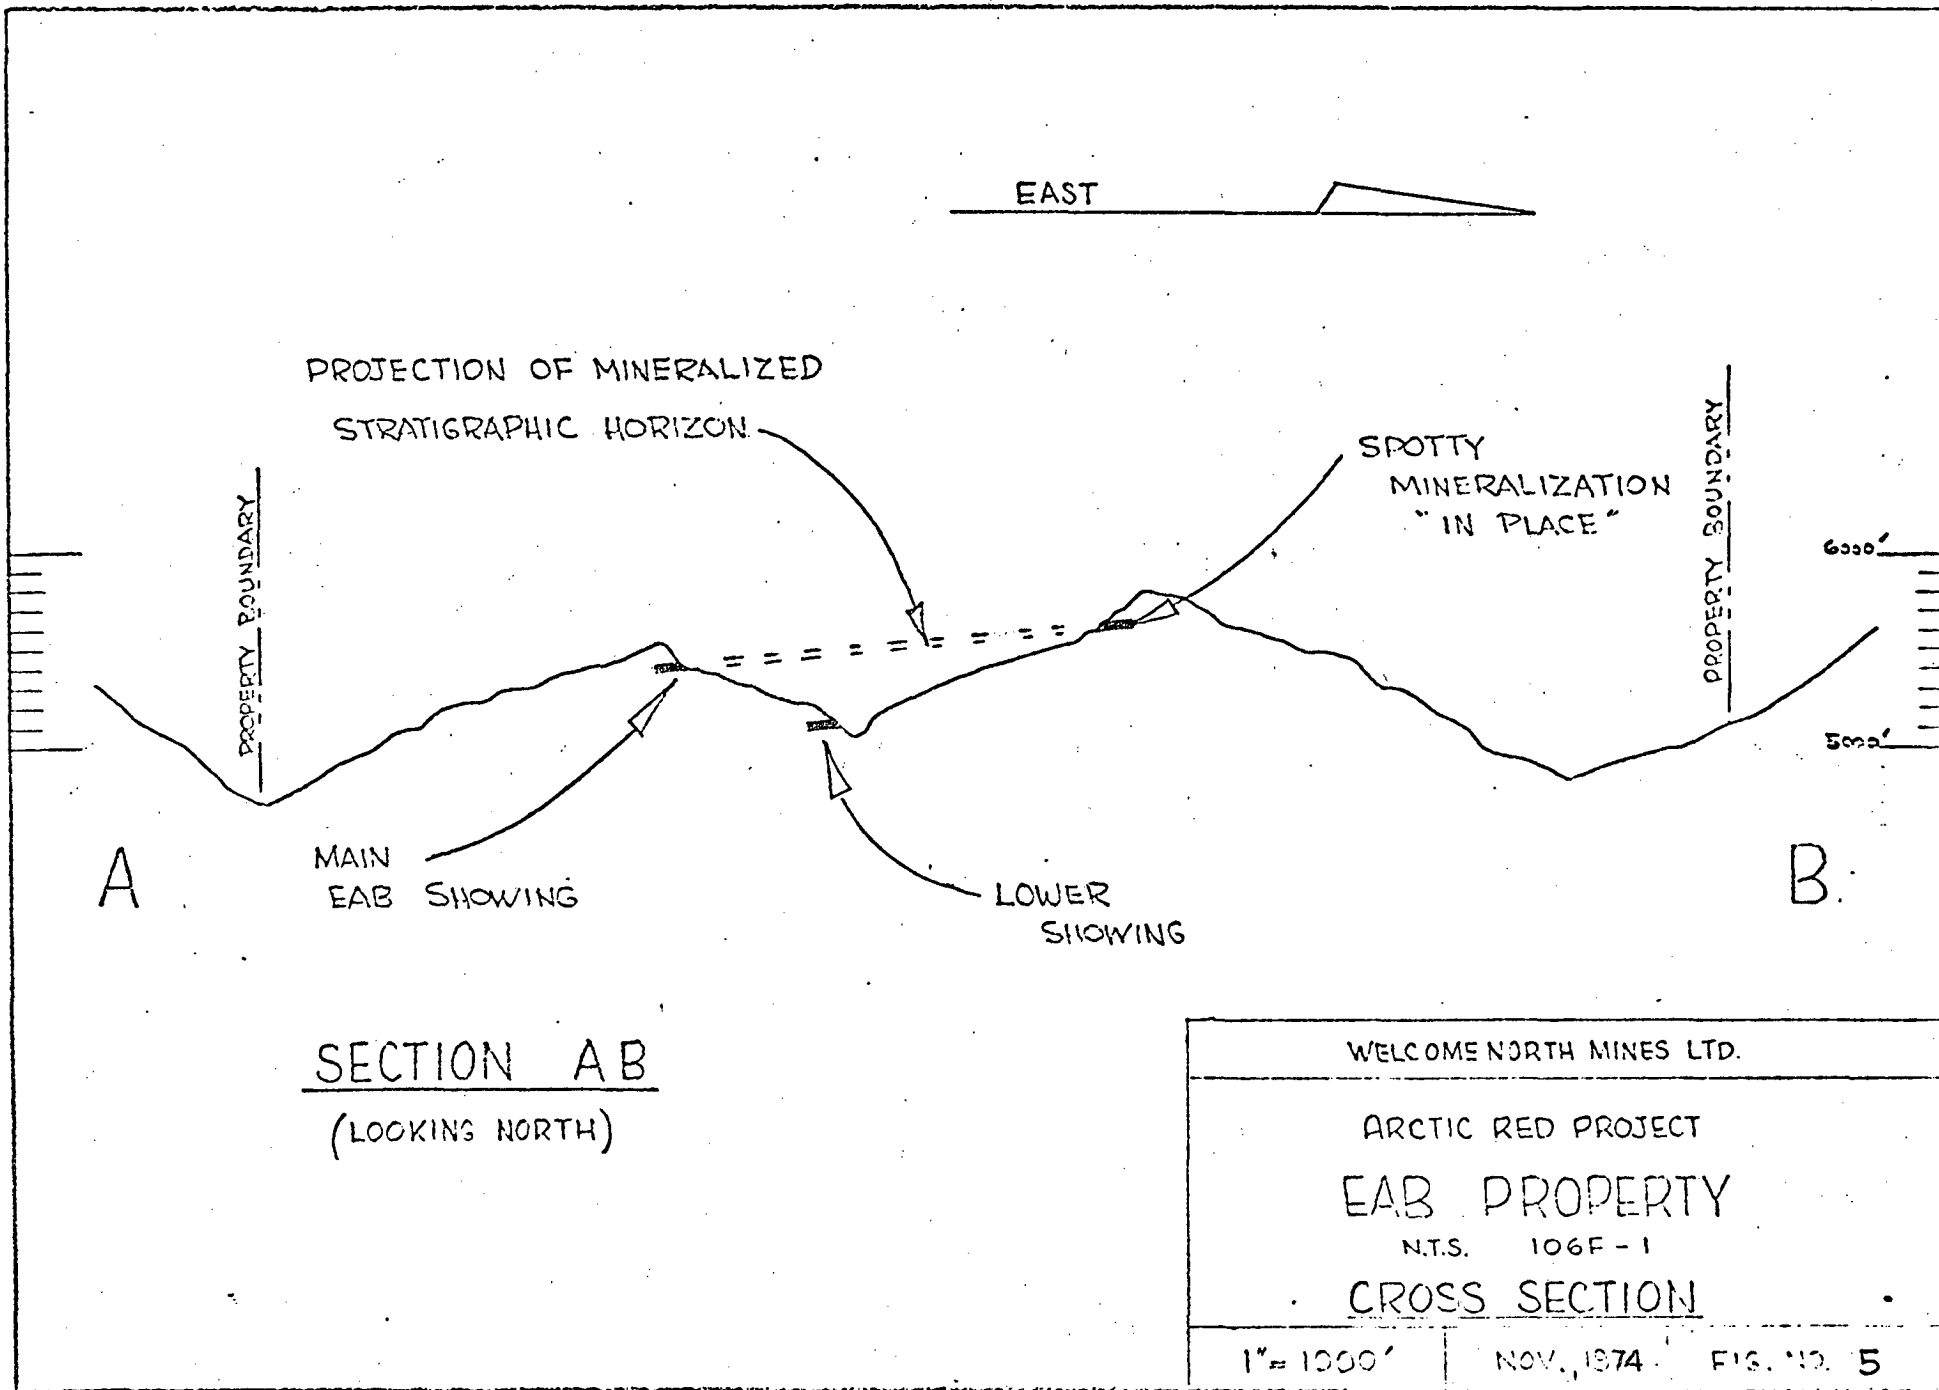 EAST
PROJECTION OF MINERALIZED
STRATIGRAPHIC HORIZON
SPOTTY
MINERALIZATION
"IN PLACE"
PROPERTY BOUNDARY
PROPERTY BOUNDARY
6000'
5000'
MAIN
EAB SHOWING
LOWER
SHOWING
A
B
SECTION AB
(LOOKING NORTH)
WELCOME NORTH MINES LTD.
ARCTIC RED PROJECT
EAB PROPERTY
N.T.S. 106F-1
CROSS SECTION
1" = 1000'
NOV., 1974
FIG. NO. 5